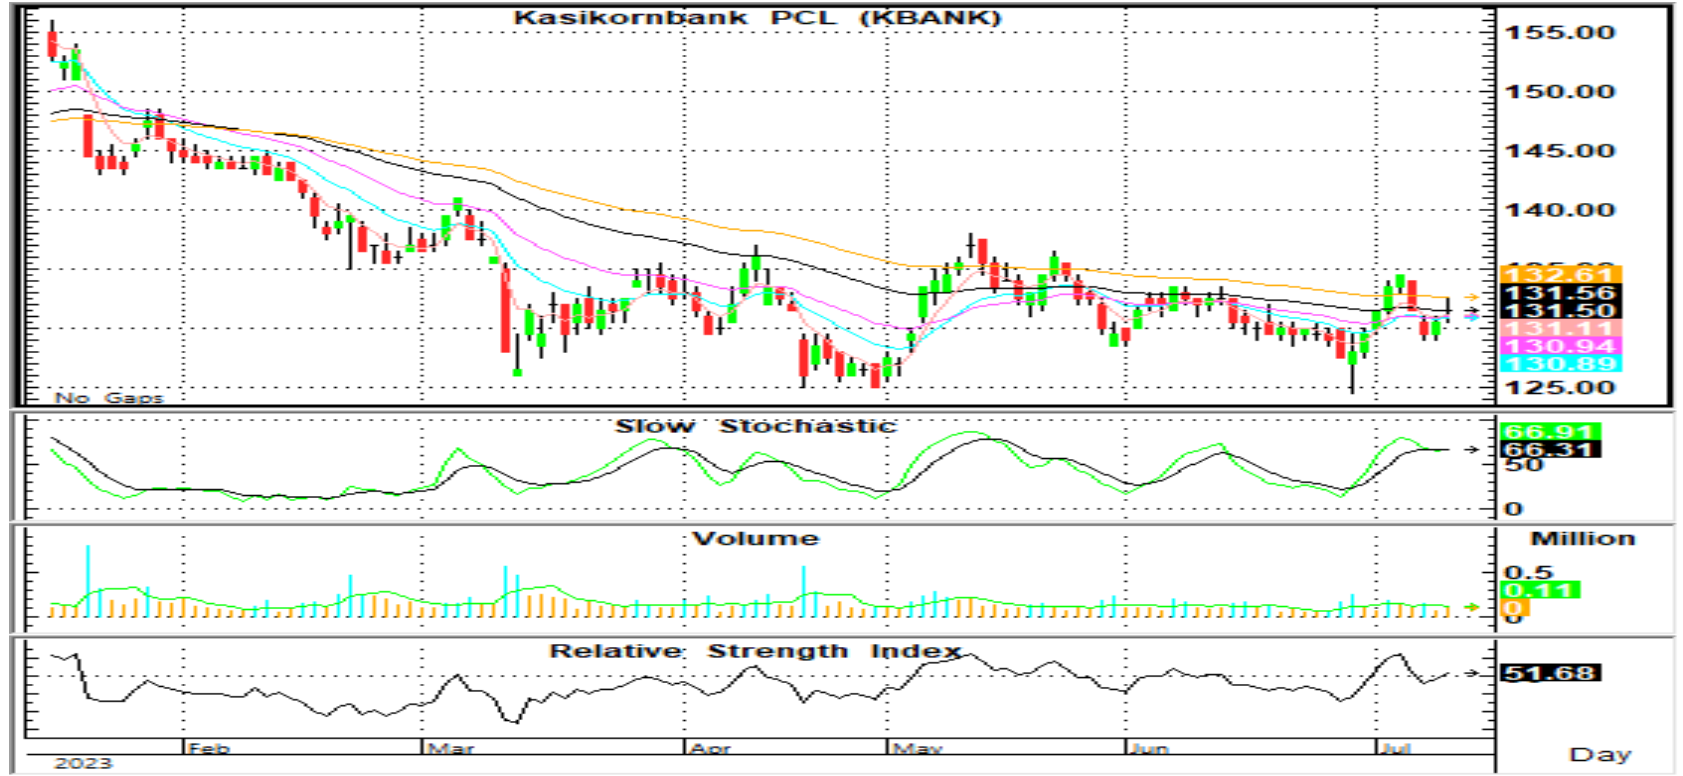 Kasikornbank PCL (KBANK)
155.00
150.00
145.00
140.00
132.61
131.56
131.50
131.11
130.94
130.89
125.00
No Gaps
Slow Stochastic
66.91
66.31
50
0
Volume
Million
0.5
0.11
0
0
Relative Strength Index
51.68
Feb Mar Apr May Jun Jul
2023
Day